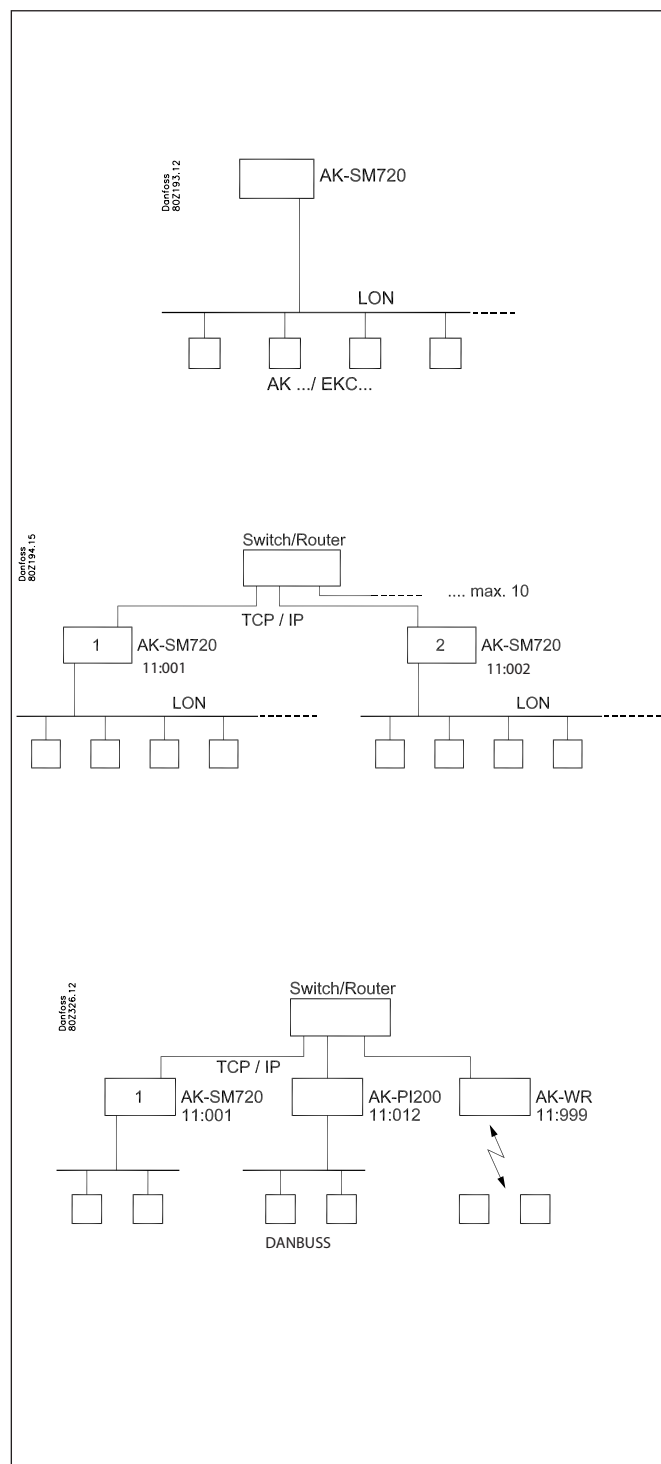 Danfoss
80Z193.12
AK-SM720
LON
AK .../ EKC...
Danfoss
80Z194.15
Switch/Router
.... max. 10
TCP / IP
1
AK-SM720
11:001
2
AK-SM720
11:002
LON
LON
Danfoss
80Z326.12
Switch/Router
TCP / IP
1
AK-SM720
11:001
AK-PI200
11:012
AK-WR
11:999
DANBUSS